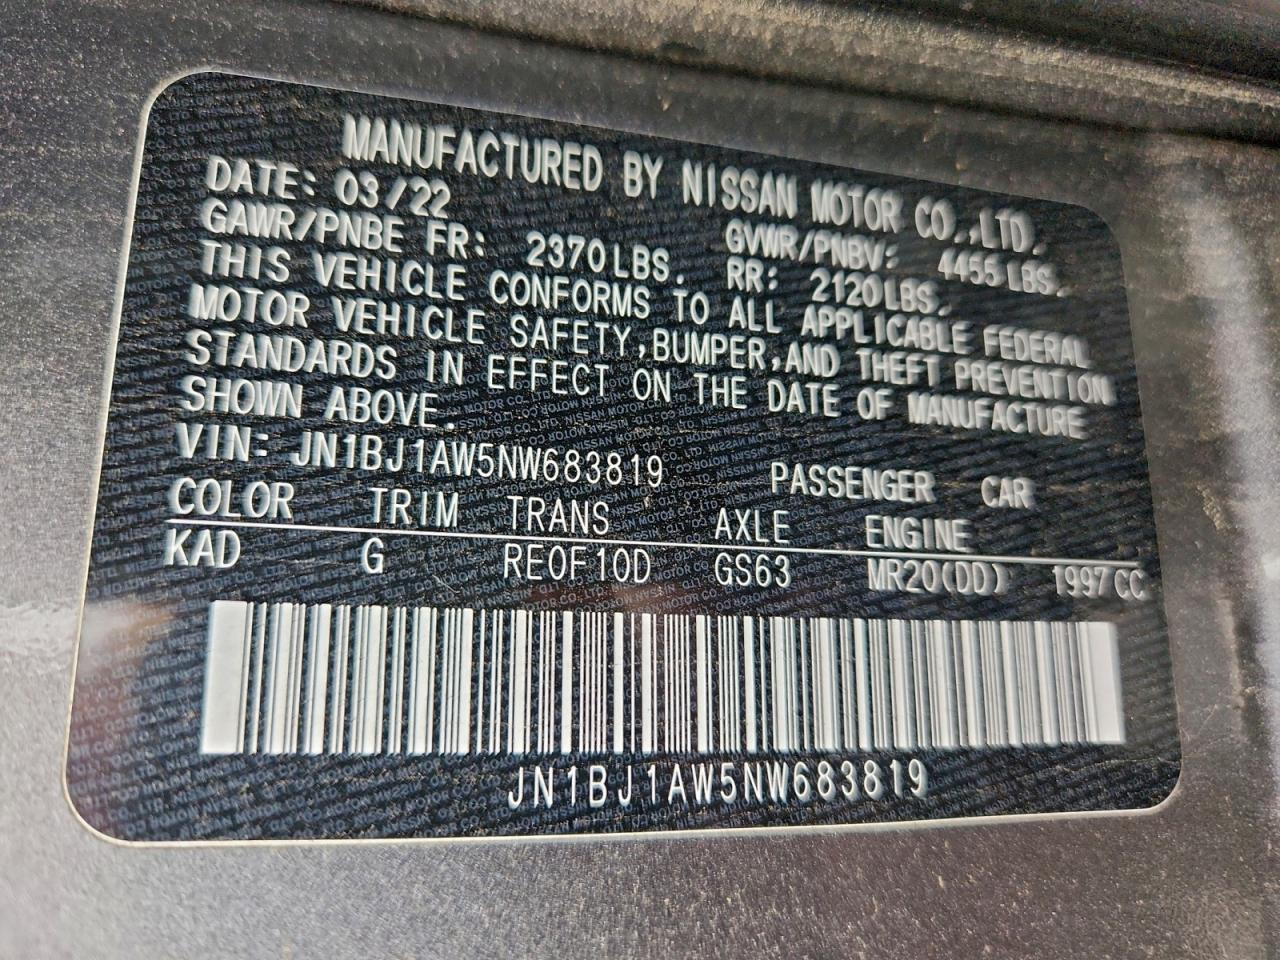 MANUFACTURED BY NISSAN MOTOR CO.,LTD.
DATE: 03/22 GVWR/PNBV: 4455 LBS.
GAWR/PNBE FR: 2370LBS. RR: 2120LBS.
THIS VEHICLE CONFORMS TO ALL APPLICABLE FEDERAL
MOTOR VEHICLE SAFETY,BUMPER,AND THEFT PREVENTION
STANDARDS IN EFFECT ON THE DATE OF MANUFACTURE
SHOWN ABOVE.
VIN: JN1BJ1AW5NW683819 PASSENGER CAR
COLOR TRIM TRANS AXLE ENGINE
KAD G RE0F10D GS63 MR20(DD) 1997CC
JN1BJ1AW5NW683819